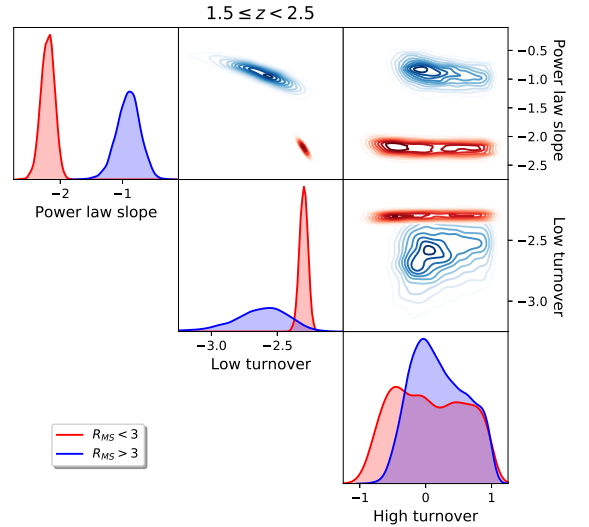 1.5 ≤ z < 2.5
−0.5
−1.0
−1.5
−2.0
−2.5
Power law slope
−2 −1
Power law slope
−2.5
−3.0
Low turnover
−3.0 −2.5
Low turnover
R_MS < 3
R_MS > 3
−1 0 1
High turnover